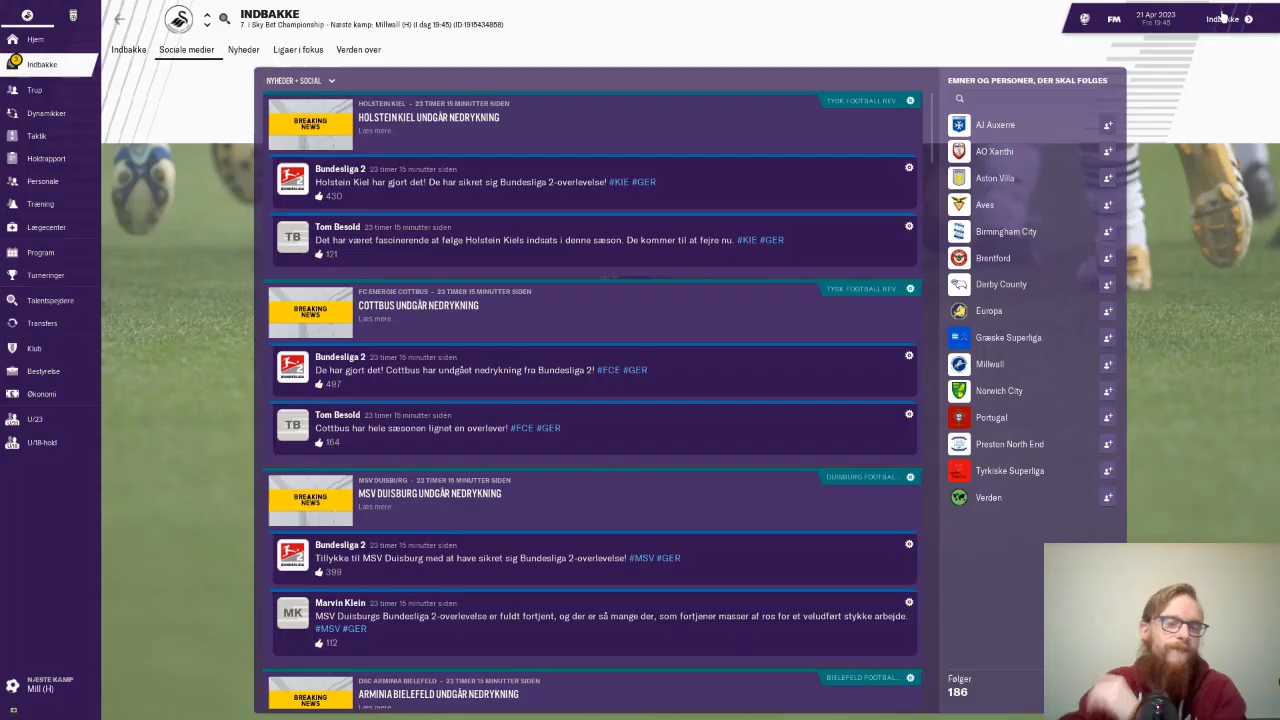 INDBAKKE
7. i Sky Bet Championship - Næste kamp: Millwall (H) (I dag 19:45) (ID:1915434858)
FM
21 Apr 2023
Fre 19:45
Indbakke
Indbakke
Sociale medier
Nyheder
Ligaer i fokus
Verden over
Hjem
3
Indbakke
Trup
Dynamikker
Taktik
Holdrapport
Personale
Træning
Lægecenter
Program
Turneringer
Talentspejdere
Transfers
Klub
Bestyrelse
Økonomi
U/23
U/18-hold
NÆSTE KAMP
Mill (H)
NYHEDER + SOCIAL
HOLSTEIN KIEL - 23 TIMER 15 MINUTTER SIDEN
TYSK FOOTBALL REV
BREAKING
NEWS
HOLSTEIN KIEL UNDGÅR NEDRYKNING
Læs mere
Bundesliga 2 23 timer 15 minutter siden
Holstein Kiel har gjort det! De har sikret sig Bundesliga 2-overlevelse! #KIE #GER
430
TB
Tom Besold 23 timer 15 minutter siden
Det har været fascinerende at følge Holstein Kiels indsats i denne sæson. De kommer til at fejre nu. #KIE #GER
121
FC ENERGIE COTTBUS - 23 TIMER 15 MINUTTER SIDEN
TYSK FOOTBALL REV
BREAKING
NEWS
COTTBUS UNDGÅR NEDRYKNING
Læs mere
Bundesliga 2 23 timer 15 minutter siden
De har gjort det! Cottbus har undgået nedrykning fra Bundesliga 2! #FCE #GER
497
TB
Tom Besold 23 timer 15 minutter siden
Cottbus har hele sæsonen lignet en overlever! #FCE #GER
164
MSV DUISBURG - 23 TIMER 15 MINUTTER SIDEN
DUISBURG FOOTBAL...
BREAKING
NEWS
MSV DUISBURG UNDGÅR NEDRYKNING
Læs mere
Bundesliga 2 23 timer 15 minutter siden
Tillykke til MSV Duisburg med at have sikret sig Bundesliga 2-overlevelse! #MSV #GER
399
MK
Marvin Klein 23 timer 15 minutter siden
MSV Duisburgs Bundesliga 2-overlevelse er fuldt fortjent, og der er så mange der, som fortjener masser af ros for et veludført stykke arbejde.
#MSV #GER
112
DSC ARMINIA BIELEFELD - 23 TIMER 15 MINUTTER SIDEN
BIELEFELD FOOTBAL...
BREAKING
NEWS
ARMINIA BIELEFELD UNDGÅR NEDRYKNING
Læs mere
EMNER OG PERSONER, DER SKAL FØLGES
AJ Auxerre
AO Xanthi
Aston Villa
Aves
Birmingham City
Brentford
Derby County
Europa
Græske Superliga
Millwall
Norwich City
Portugal
Preston North End
Tyrkiske Superliga
Verden
Følger
186